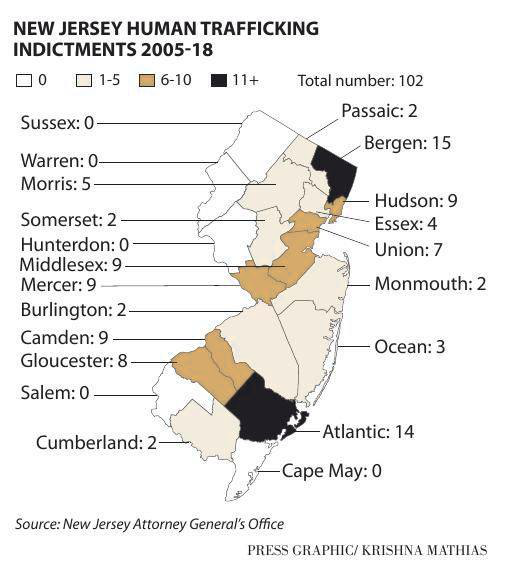 NEW JERSEY HUMAN TRAFFICKING
INDICTMENTS 2005-18
0 1-5 6-10 11+ Total number: 102
Passaic: 2
Sussex: 0
Bergen: 15
Warren: 0
Morris: 5
Hudson: 9
Somerset: 2
Essex: 4
Hunterdon: 0
Union: 7
Middlesex: 9
Mercer: 9
Monmouth: 2
Burlington: 2
Camden: 9
Ocean: 3
Gloucester: 8
Salem: 0
Atlantic: 14
Cumberland: 2
Cape May: 0
Source: New Jersey Attorney General's Office
PRESS GRAPHIC/ KRISHNA MATHIAS